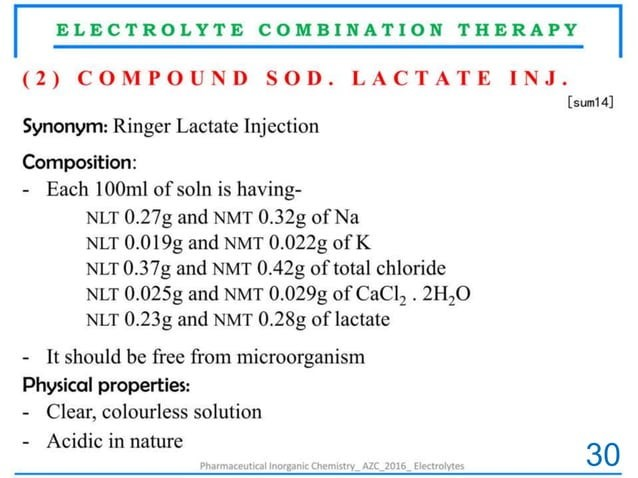 ELECTROLYTE COMBINATION THERAPY
(2) COMPOUND SOD. LACTATE INJ.
[sum14]
Synonym: Ringer Lactate Injection
Composition:
- Each 100ml of soln is having-
NLT 0.27g and NMT 0.32g of Na
NLT 0.019g and NMT 0.022g of K
NLT 0.37g and NMT 0.42g of total chloride
NLT 0.025g and NMT 0.029g of CaCl₂ . 2H₂O
NLT 0.23g and NMT 0.28g of lactate
- It should be free from microorganism
Physical properties:
- Clear, colourless solution
- Acidic in nature
Pharmaceutical Inorganic Chemistry_ AZC_2016_ Electrolytes
30